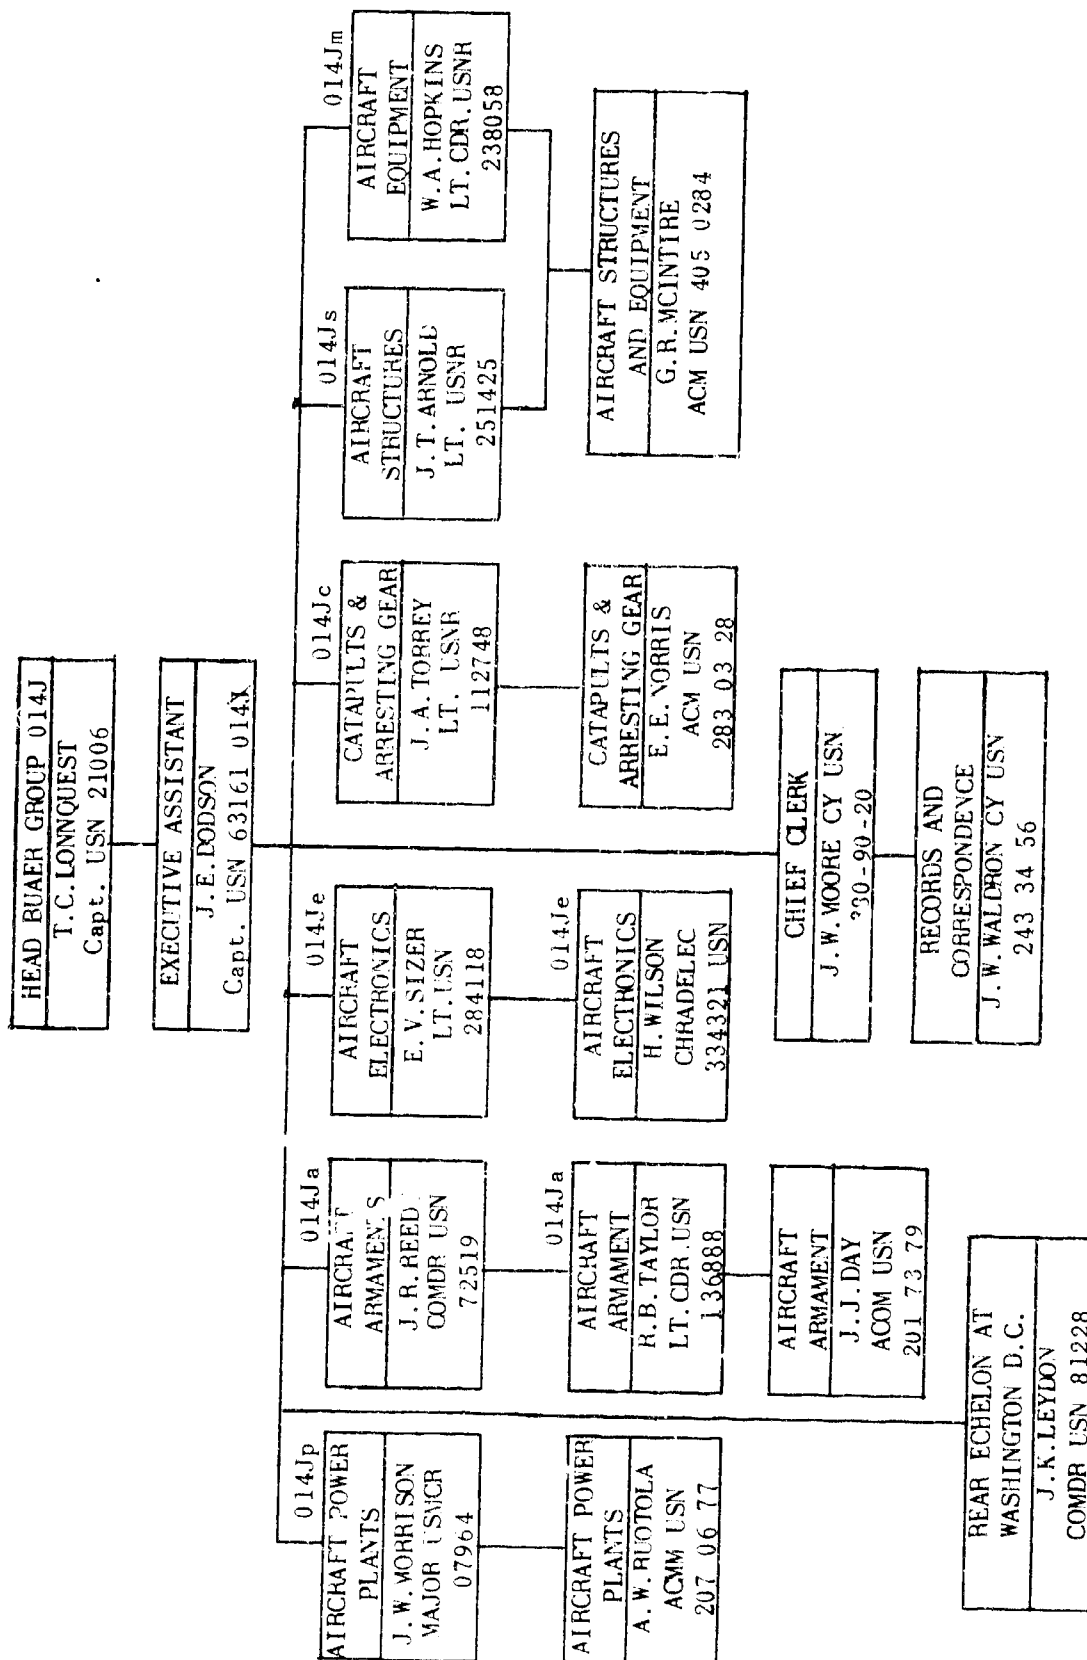 HEAD BUAER GROUP 014J
T.C.LONNQUEST
Capt. USN 21006
EXECUTIVE ASSISTANT
J.E.DODSON
Capt. USN 63161 014X
014Jp
AIRCRAFT POWER
PLANTS
J.W.MORRISON
MAJOR USMCR
07964
014Ja
AIRCRAFT
ARMAMENTS
J.R.REED
COMDR USN
72519
014Je
AIRCRAFT
ELECTRONICS
E.V.SIZER
LT.USN
284118
014Jc
CATAPULTS &
ARRESTING GEAR
J.A.TORREY
LT. USNR
112748
014Js
AIRCRAFT
STRUCTURES
J.T.ARNOLD
LT. USNR
251425
014Jm
AIRCRAFT
EQUIPMENT
W.A.HOPKINS
LT.CDR.USNR
238058
AIRCRAFT POWER
PLANTS
A.W.RUOTOLA
ACMM USN
207 06 77
014Ja
AIRCRAFT
ARMAMENT
R.B.TAYLOR
LT.CDR.USN
136888
014Je
AIRCRAFT
ELECTRONICS
H.WILSON
CHRADELEC
334321 USN
CATAPULTS &
ARRESTING GEAR
E.E.NORRIS
ACM USN
283 03 28
AIRCRAFT STRUCTURES
AND EQUIPMENT
G.R.MCINTIRE
ACM USN 405 0284
AIRCRAFT
ARMAMENT
J.J.DAY
ACOM USN
201 73 79
CHIEF CLERK
J.W.MOORE CY USN
RECORDS AND
CORRESPONDENCE
J.W.WALDRON CY USN
243 34 56
REAR ECHELON AT
WASHINGTON D.C.
J.K.LEYDON
COMDR USN 81228